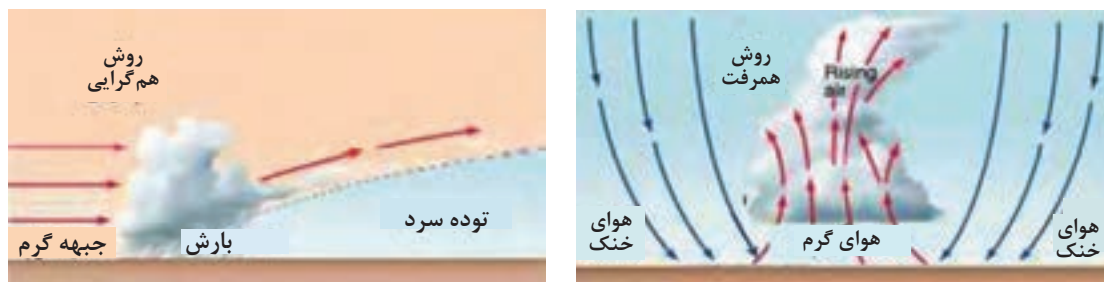 روش
همرفت
Rising
air
هوای
خنک
هوای گرم
هوای
خنک
روش
هم‌گرایی
توده سرد
بارش
جبهه گرم